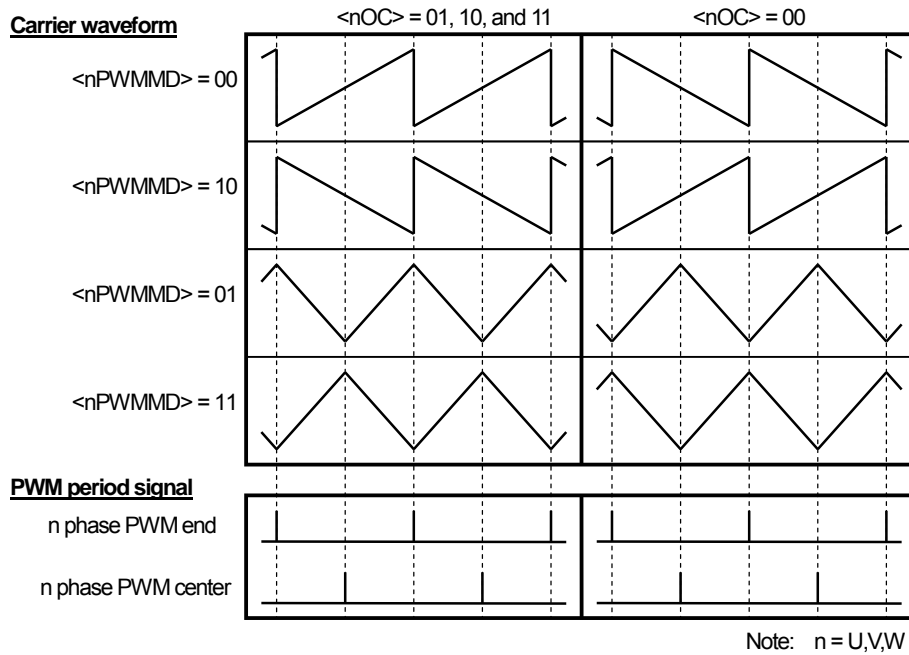 <nOC> = 01, 10, and 11
<nOC> = 00
Carrier waveform
<nPWMMD> = 00
<nPWMMD> = 10
<nPWMMD> = 01
<nPWMMD> = 11
PWM period signal
n phase PWM end
n phase PWM center
Note: n = U,V,W